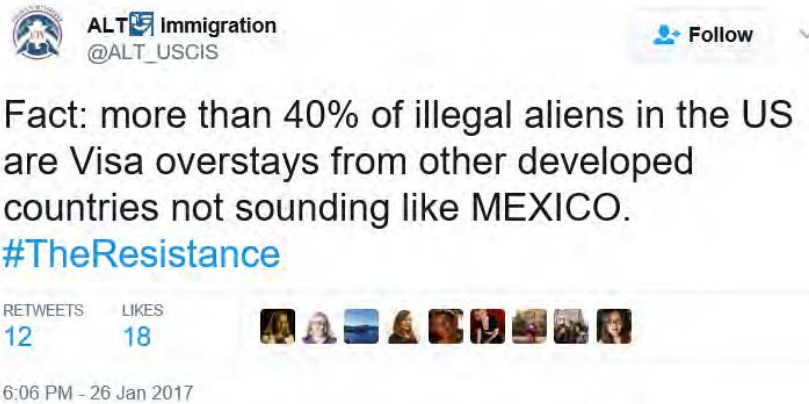 ALT Immigration
@ALT_USCIS
Follow
Fact: more than 40% of illegal aliens in the US
are Visa overstays from other developed
countries not sounding like MEXICO.
#TheResistance
RETWEETS LIKES
12 18
6:06 PM - 26 Jan 2017